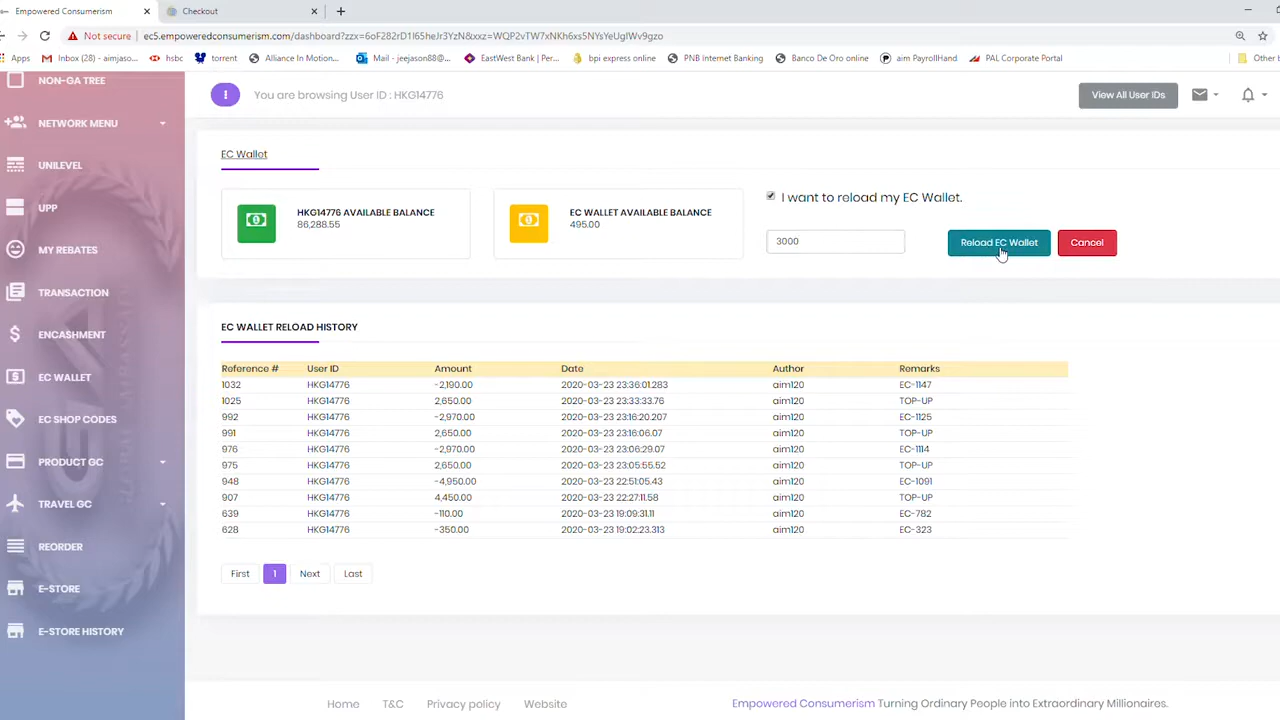 Empowered Consumerism
Checkout
Not secure
ec5.empoweredconsumerism.com/dashboard?zzx=6oF282rD1I65heJr3YzN&xxz=WQP2vTW7xNKh6xs5NYsYeUgIWv9gzo
Apps
Inbox (28) - aimjaso...
hsbc
torrent
Alliance In Motion...
Mail - jeejason88@...
EastWest Bank | Per...
bpi express online
PNB Internet Banking
Banco De Oro online
aim PayrollHand
PAL Corporate Portal
Other b
NON-GA TREE
NETWORK MENU
UNILEVEL
UPP
MY REBATES
TRANSACTION
ENCASHMENT
EC WALLET
EC SHOP CODES
PRODUCT GC
TRAVEL GC
REORDER
E-STORE
E-STORE HISTORY
You are browsing User ID : HKG14776
View All User IDs
EC Wallet
HKG14776 AVAILABLE BALANCE
86,288.55
EC WALLET AVAILABLE BALANCE
495.00
I want to reload my EC Wallet.
3000
Reload EC Wallet
Cancel
EC WALLET RELOAD HISTORY
Reference # User ID Amount Date Author Remarks
1032 HKG14776 -2,190.00 2020-03-23 23:36:01.283 aim120 EC-1147
1025 HKG14776 2,650.00 2020-03-23 23:33:33.76 aim120 TOP-UP
992 HKG14776 -2,970.00 2020-03-23 23:16:20.207 aim120 EC-1125
991 HKG14776 2,650.00 2020-03-23 23:16:06.07 aim120 TOP-UP
976 HKG14776 -2,970.00 2020-03-23 23:06:29.07 aim120 EC-1114
975 HKG14776 2,650.00 2020-03-23 23:05:55.52 aim120 TOP-UP
948 HKG14776 -4,950.00 2020-03-23 22:51:05.43 aim120 EC-1091
907 HKG14776 4,450.00 2020-03-23 22:27:11.58 aim120 TOP-UP
639 HKG14776 -110.00 2020-03-23 19:09:31.11 aim120 EC-782
628 HKG14776 -350.00 2020-03-23 19:02:23.313 aim120 EC-323
First 1 Next Last
Home T&C Privacy policy Website
Empowered Consumerism Turning Ordinary People into Extraordinary Millionaires.